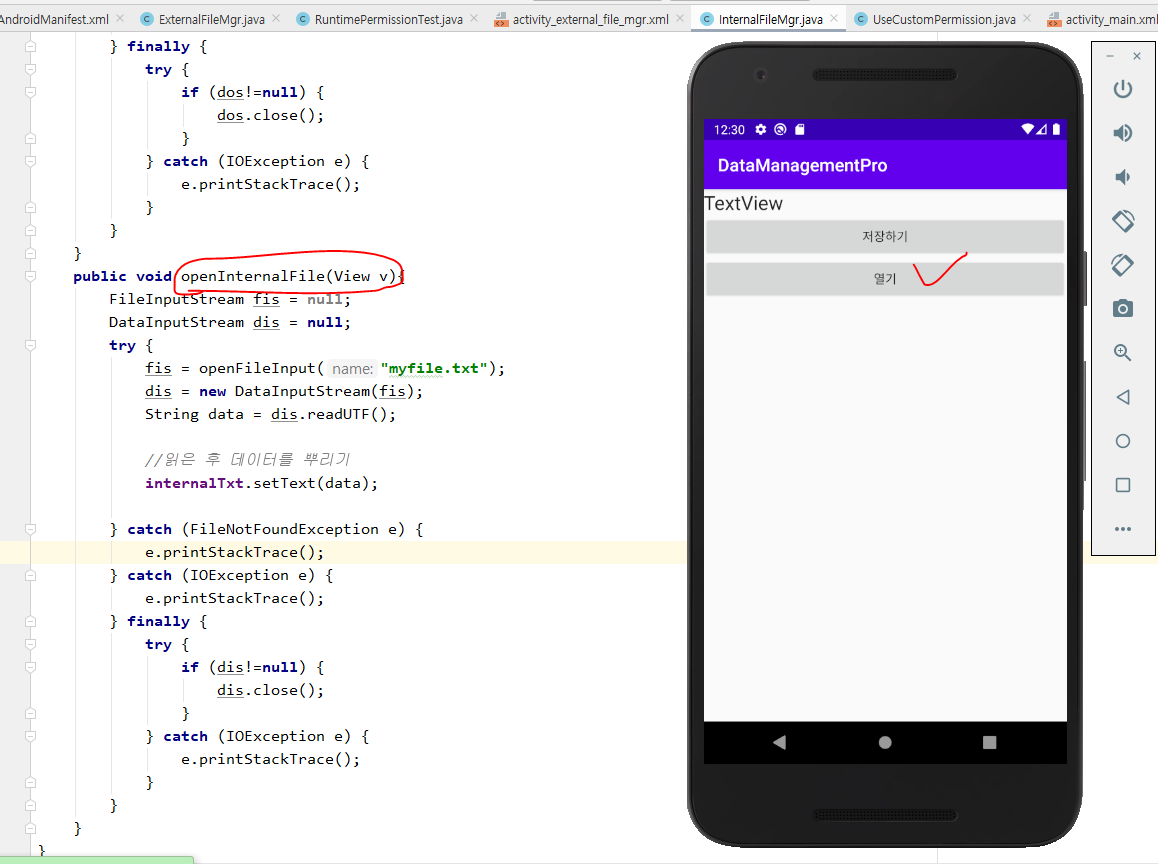 AndroidManifest.xml ExternalFileMgr.java RuntimePermissionTest.java activity_external_file_mgr.xml InternalFileMgr.java UseCustomPermission.java activity_main.xml
} finally {
try {
if (dos!=null) {
dos.close();
}
} catch (IOException e) {
e.printStackTrace();
}
}
}
public void openInternalFile(View v){
FileInputStream fis = null;
DataInputStream dis = null;
try {
fis = openFileInput( name: "myfile.txt");
dis = new DataInputStream(fis);
String data = dis.readUTF();
//읽은 후 데이터를 뿌리기
internalTxt.setText(data);
} catch (FileNotFoundException e) {
e.printStackTrace();
} catch (IOException e) {
e.printStackTrace();
} finally {
try {
if (dis!=null) {
dis.close();
}
} catch (IOException e) {
e.printStackTrace();
}
}
}
}
12:30
DataManagementPro
TextView
저장하기
열기